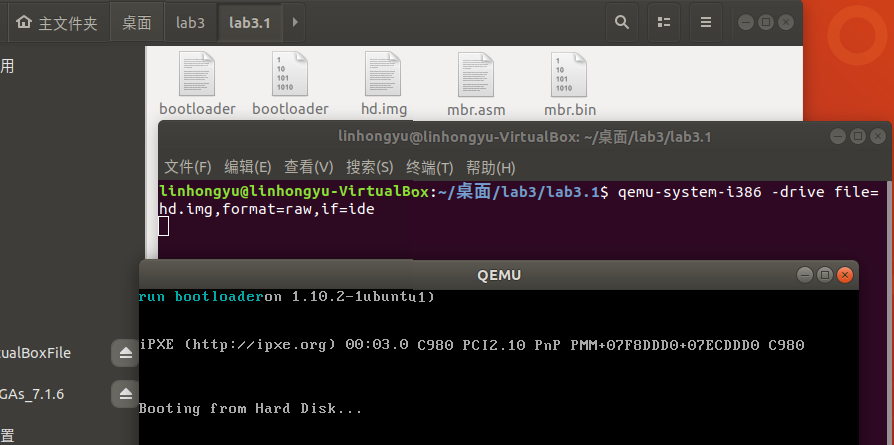 主文件夹 桌面 lab3 lab3.1
用
bootloader bootloader hd.img mbr.asm mbr.bin
linhongyu@linhongyu-VirtualBox: ~/桌面/lab3/lab3.1
文件(F) 编辑(E) 查看(V) 搜索(S) 终端(T) 帮助(H)
linhongyu@linhongyu-VirtualBox:~/桌面/lab3/lab3.1$ qemu-system-i386 -drive file=
hd.img,format=raw,if=ide
QEMU
run bootloaderon 1.10.2-1ubuntu1)
iPXE (http://ipxe.org) 00:03.0 C980 PCI2.10 PnP PMM+07F8DDD0+07ECDDD0 C980
tualBoxFile
GAs_7.1.6
Booting from Hard Disk...
置